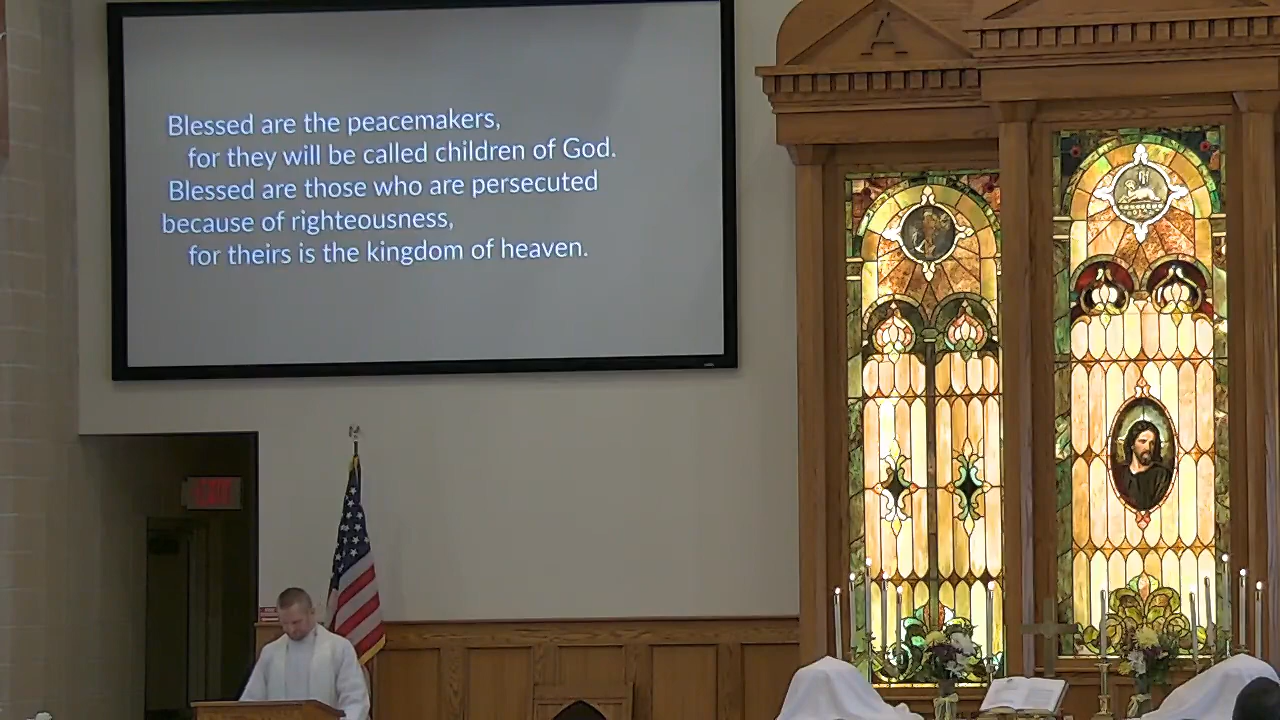 Blessed are the peacemakers,
for they will be called children of God.
Blessed are those who are persecuted
because of righteousness,
for theirs is the kingdom of heaven.
EXIT